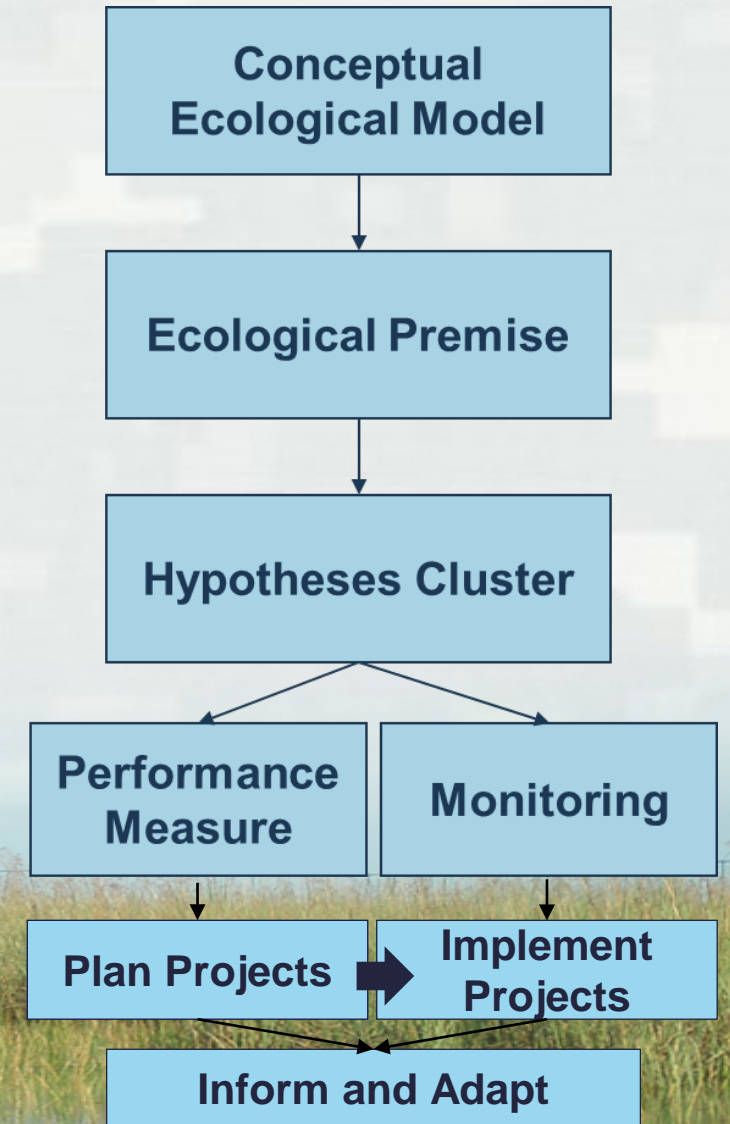 Conceptual
Ecological Model
Ecological Premise
Hypotheses Cluster
Performance
Measure
Monitoring
Plan Projects
Implement
Projects
Inform and Adapt